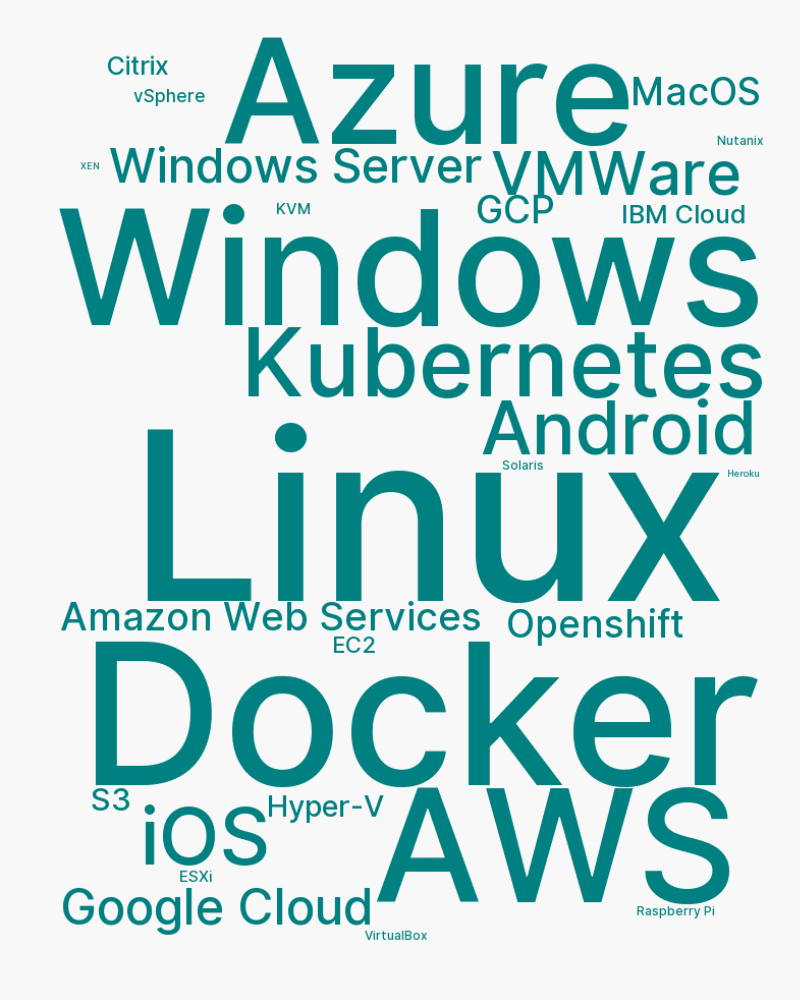 Citrix
Azure
vSphere
MacOS
Nutanix
XEN
Windows Server
VMWare
KVM
GCP
IBM Cloud
Windows
Kubernetes
Android
Solaris
Heroku
Linux
Amazon Web Services
Openshift
EC2
Docker
S3
iOS
Hyper-V
AWS
ESXi
Google Cloud
Raspberry Pi
VirtualBox